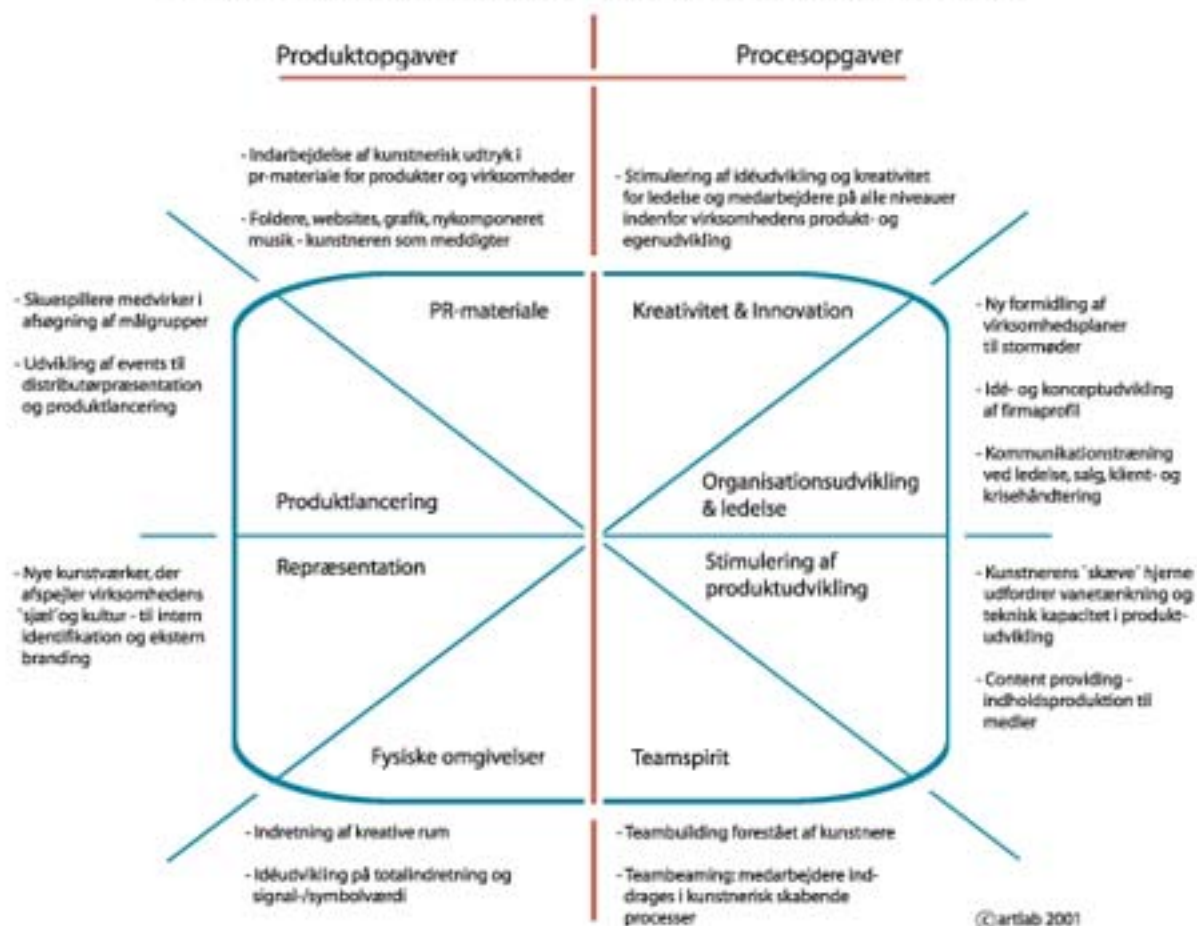 Produktopgaver
Procesopgaver
- Indarbejdelse af kunstnerisk udtryk i
pr-materiale for produkter og virksomheder
- Foldere, websites, grafik, nykomponeret
musik - kunstneren som meddigter
- Stimulering af idéudvikling og kreativitet
for ledelse og medarbejdere på alle niveauer
indenfor virksomhedens produkt- og
egenudvikling
- Skuespillere medvirker i
afsøgning af målgrupper
- Udvikling af events til
distributørpræsentation
og produktlancering
PR-materiale
Kreativitet & Innovation
- Ny formidling af
virksomhedsplaner
til stormøder
- Idé- og konceptudvikling
af firmaprofil
- Kommunikationstræning
ved ledelse, salg, klient- og
krisehåndtering
Produktlancering
Organisationsudvikling
& ledelse
Repræsentation
Stimulering af
produktudvikling
- Nye kunstværker, der
afspejler virksomhedens
'sjæl' og kultur - til intern
identifikation og ekstern
branding
- Kunstnerens 'skæve' hjerne
udfordrer vanetænkning og
teknisk kapacitet i produkt-
udvikling
- Content providing -
indholdsproduktion til
medier
Fysiske omgivelser
Teamspirit
- Indretning af kreative rum
- Idéudvikling på totalindretning og
signal-/symbolværdi
- Teambuilding forestået af kunstnere
- Teambeaming: medarbejdere ind-
drages i kunstnerisk skabende
processer
© artlab 2001